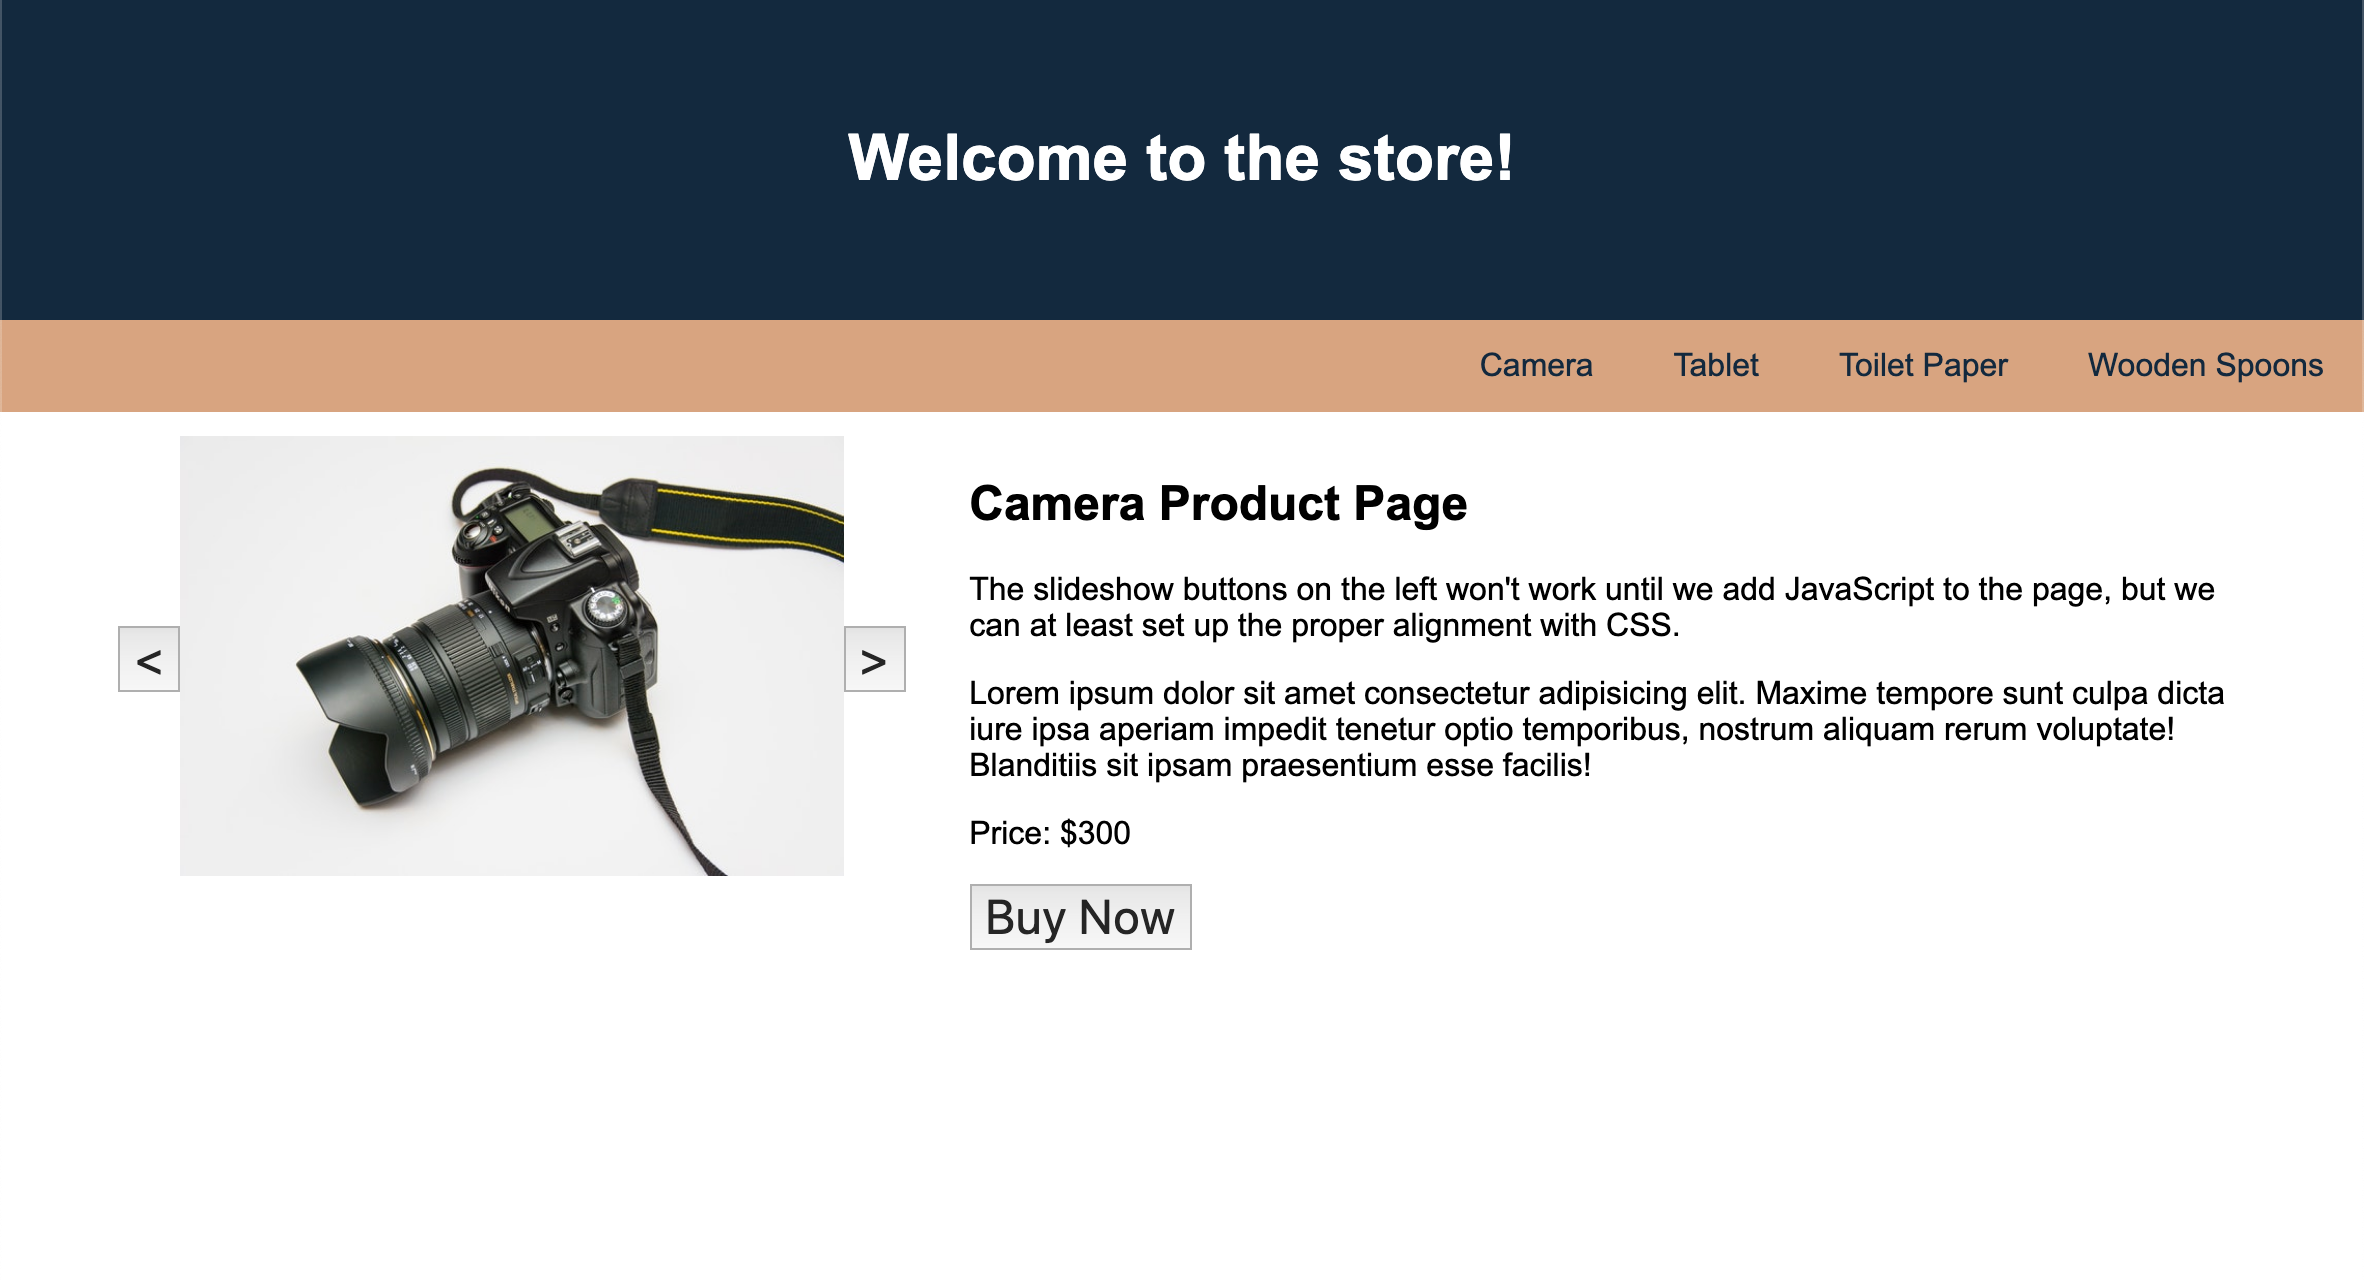 Welcome to the store!
Camera Tablet Toilet Paper Wooden Spoons
<
>
Camera Product Page
The slideshow buttons on the left won't work until we add JavaScript to the page, but we
can at least set up the proper alignment with CSS.
Lorem ipsum dolor sit amet consectetur adipisicing elit. Maxime tempore sunt culpa dicta
iure ipsa aperiam impedit tenetur optio temporibus, nostrum aliquam rerum voluptate!
Blanditiis sit ipsam praesentium esse facilis!
Price: $300
Buy Now